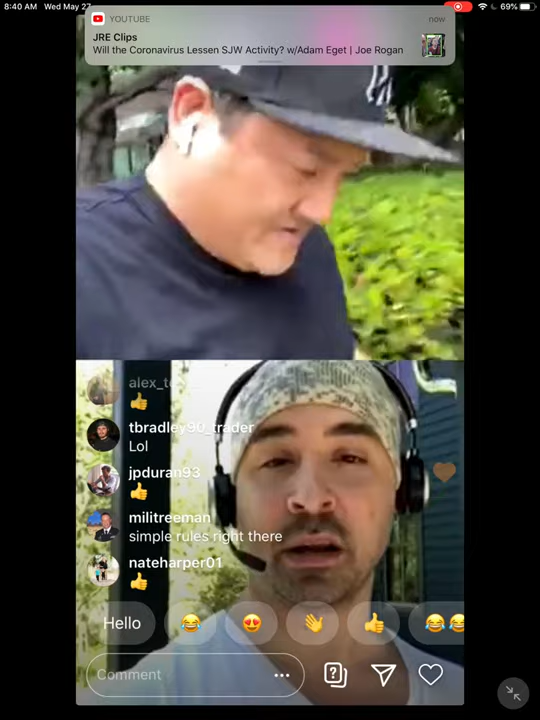 8:40 AM Wed May 27
69%
YOUTUBE
now
JRE Clips
Will the Coronavirus Lessen SJW Activity? w/Adam Eget | Joe Rogan
NY
👍
tbradley90_trader
Lol
jpduran93
👍
militreeman
simple rules right there
nateharper01
👍
Hello 😂 😍 👋 👍 😂😂
Comment